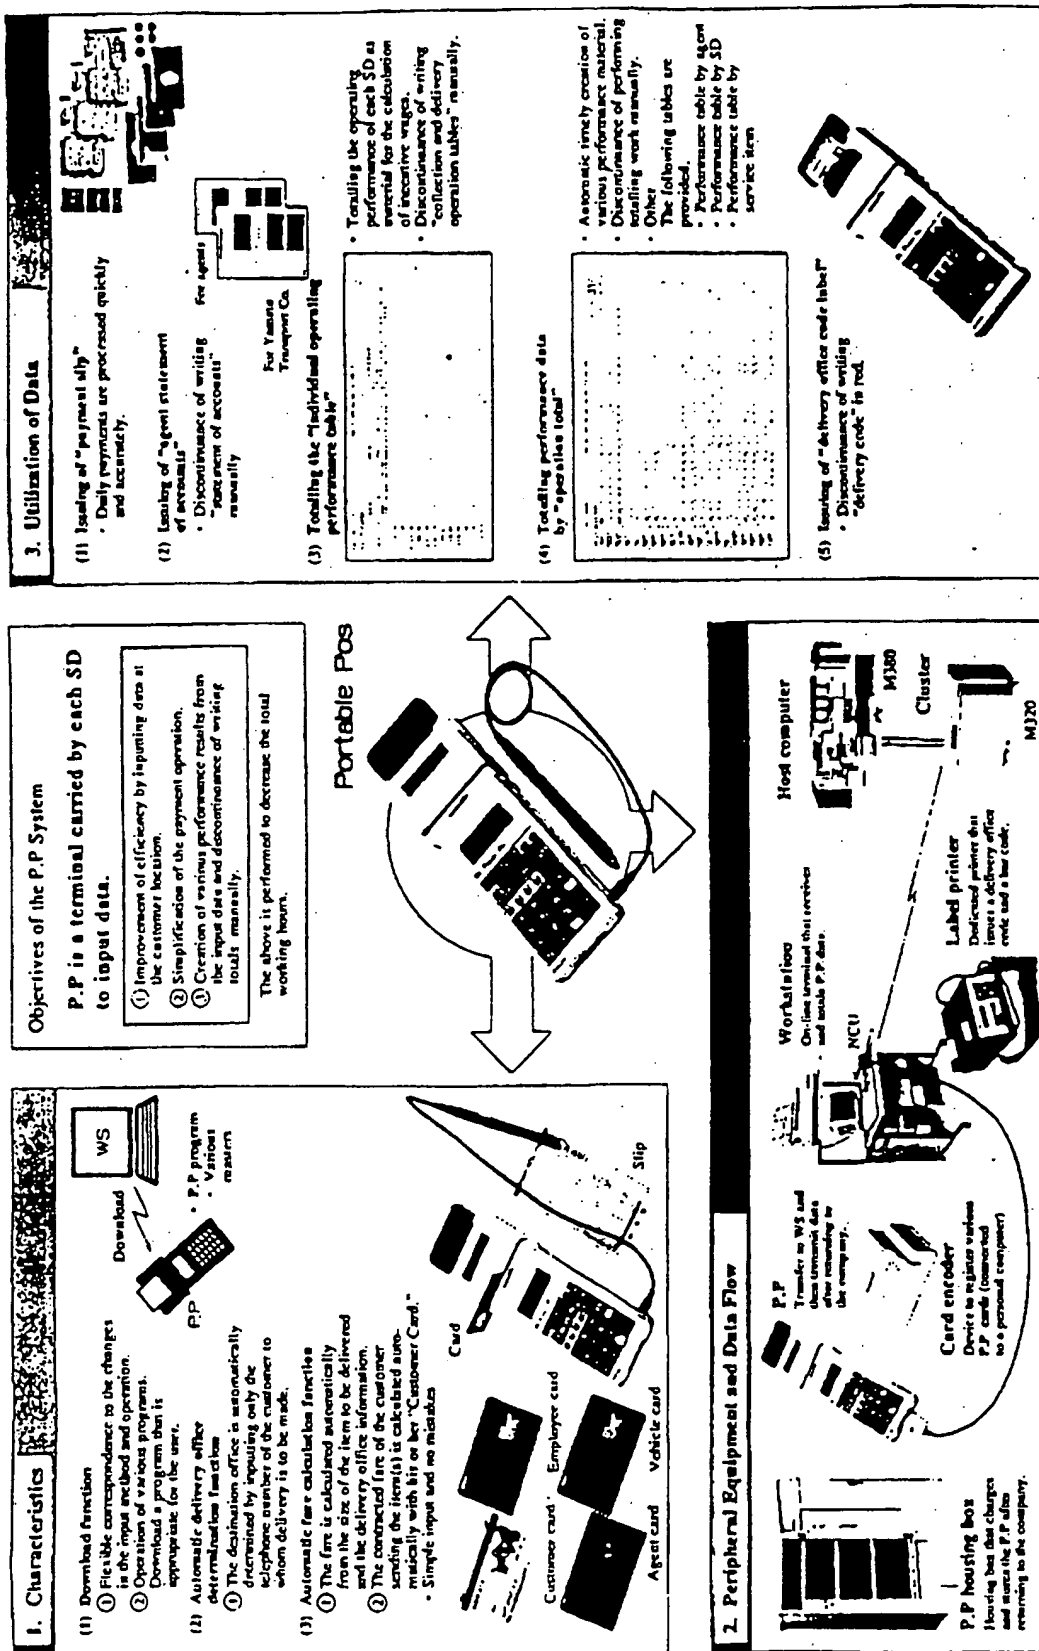 1. Characteristics
(1) Download function
① Flexible correspondence to the changes
in the input method and operation.
② Operation of various programs.
Download a program that is
appropriate for the user.
Download
WS
P.P
• P.P program
• Various
masters
(2) Automatic delivery office
determination function
① The destination office is automatically
determined by inputting only the
telephone number of the customer to
whom delivery is to be made.
(3) Automatic fare calculation function
① The fare is calculated automatically
from the size of the item to be delivered
and the delivery office information.
② The contracted fare of the customer
sending the item(s) is calculated auto-
matically with his or her "Customer Card."
• Simple input and no mistakes
Card
Slip
Customer card
Employee card
Agent card
Vehicle card
Objectives of the P.P System
P.P is a terminal carried by each SD
to input data.
① Improvement of efficiency by inputting data at
the customer location.
② Simplification of the payment operation.
③ Creation of various performance results from
the input data and discontinuance of writing
totals manually.
The above is performed to decrease the total
working hours.
Portable Pos
2. Peripheral Equipment and Data Flow
P.P housing box
Housing box that charges
and stores the P.P after
returning to the company.
P.P
Transfer to WS and
then transmit data
after returning to
the company.
Card encoder
Device to register various
P.P cards (connected
to a personal computer)
Workstation
On-line terminal that receives
and totals P.P data.
NCU
Label printer
Dedicated printer that
issues a delivery office
code and a bar code.
Host computer
M380
Cluster
M320
3. Utilization of Data
(1) Issuing of "payment slip"
• Daily payments are processed quickly
and accurately.
(2) Issuing of "agent statement
of accounts"
• Discontinuance of writing
"statement of accounts"
manually
For agents
For Yamato
Transport Co.
(3) Totalling the "individual operating
performance table"
• Totalling the operating
performance of each SD as
material for the calculation
of incentive wages.
• Discontinuance of writing
"collection and delivery
operation tables" manually.
(4) Totalling performance data
by "operation total"
• Automatic timely creation of
various performance material.
• Discontinuance of performing
totalling work manually.
• Other
The following tables are
provided.
• Performance table by agent
• Performance table by SD
• Performance table by
service item
(5) Issuing of "delivery office code label"
• Discontinuance of writing
"delivery code" in red.